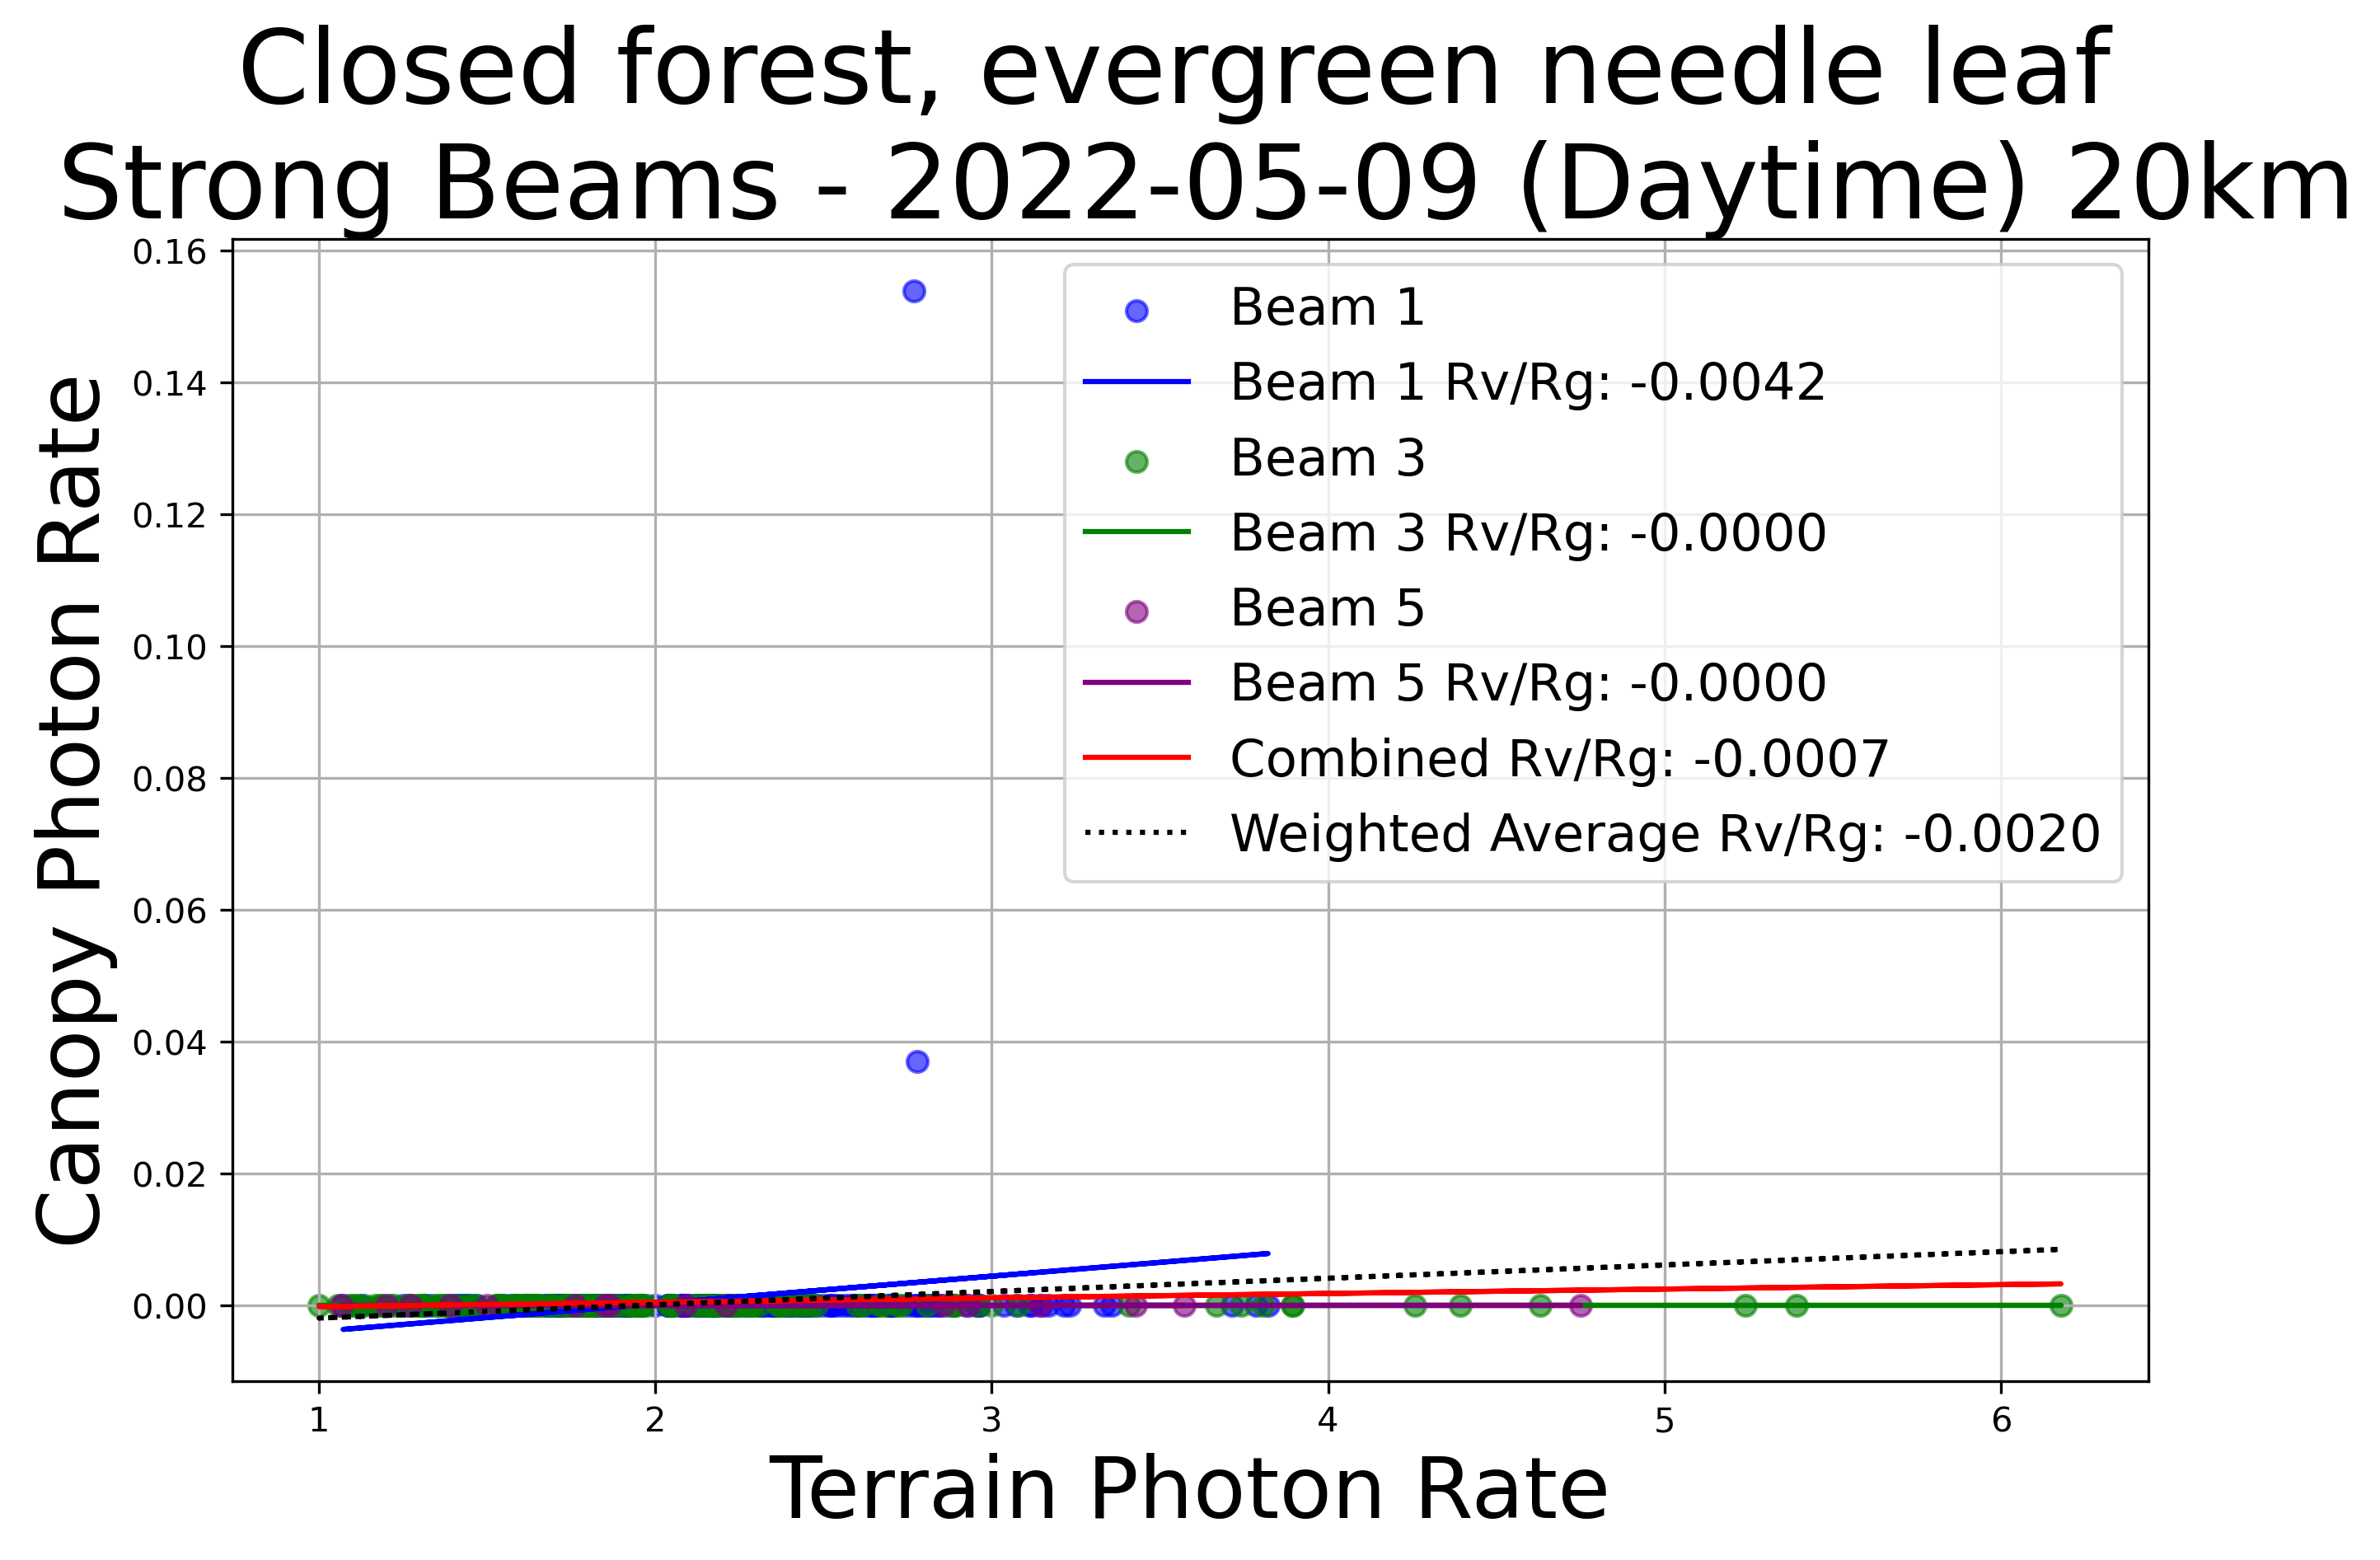 Closed forest, evergreen needle leaf
Strong Beams - 2022-05-09 (Daytime) 20km
0.16
0.14
0.12
0.10
0.08
0.06
0.04
0.02
0.00
Canopy Photon Rate
Beam 1
Beam 1 Rv/Rg: -0.0042
Beam 3
Beam 3 Rv/Rg: -0.0000
Beam 5
Beam 5 Rv/Rg: -0.0000
Combined Rv/Rg: -0.0007
Weighted Average Rv/Rg: -0.0020
1 2 3 4 5 6
Terrain Photon Rate